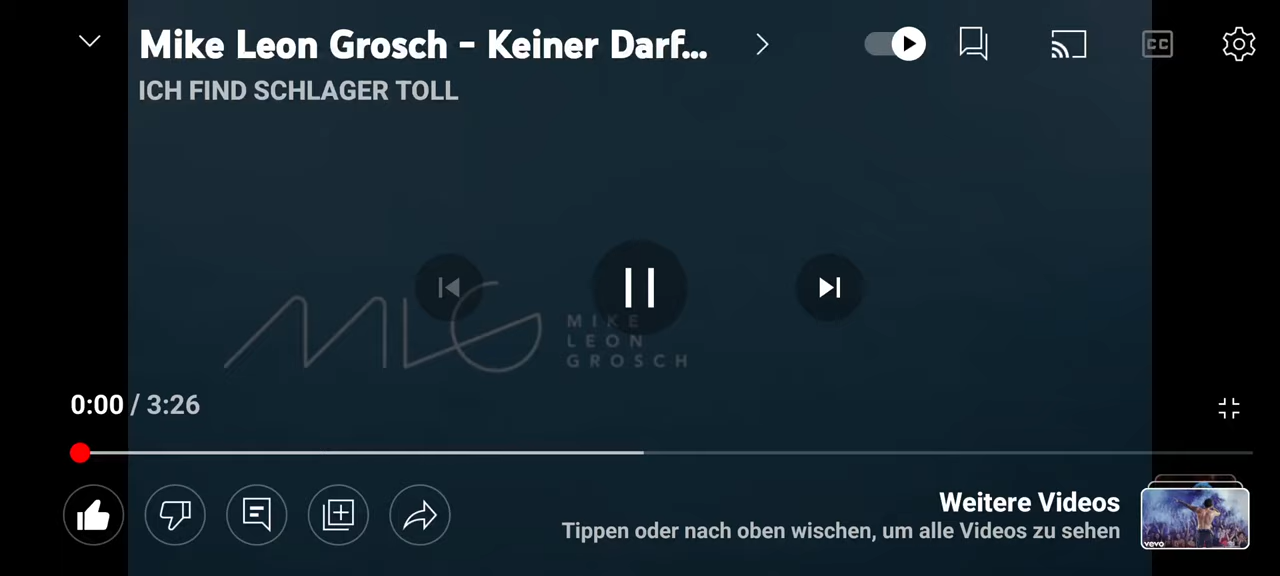 Mike Leon Grosch - Keiner Darf...
ICH FIND SCHLAGER TOLL
CC
MLG
MIKE
LEON
GROSCH
0:00 / 3:26
Weitere Videos
Tippen oder nach oben wischen, um alle Videos zu sehen
vevo